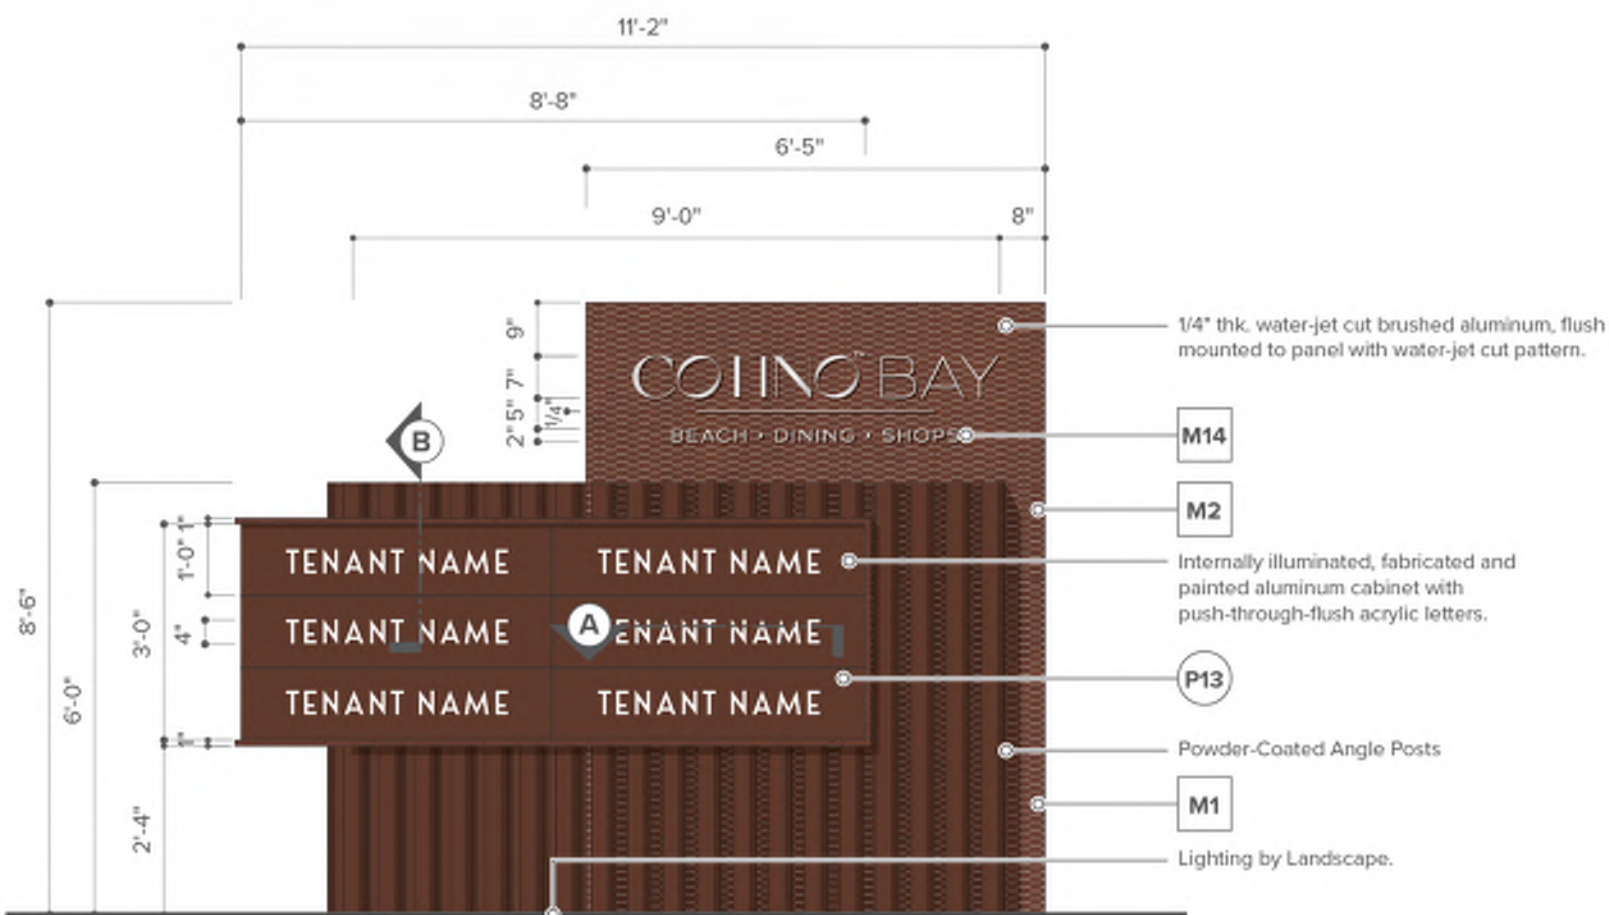 11'-2"
8'-8"
6'-5"
9'-0"
8"
9"
7"
5"
1/4"
2"
COTINO™ BAY
BEACH • DINING • SHOPS
1/4" thk. water-jet cut brushed aluminum, flush
mounted to panel with water-jet cut pattern.
M14
B
M2
8'-6"
6'-0"
3'-0"
1"
1'-0"
4"
1"
2'-4"
TENANT NAME TENANT NAME
TENANT NAME A TENANT NAME
TENANT NAME TENANT NAME
Internally illuminated, fabricated and
painted aluminum cabinet with
push-through-flush acrylic letters.
P13
Powder-Coated Angle Posts
M1
Lighting by Landscape.